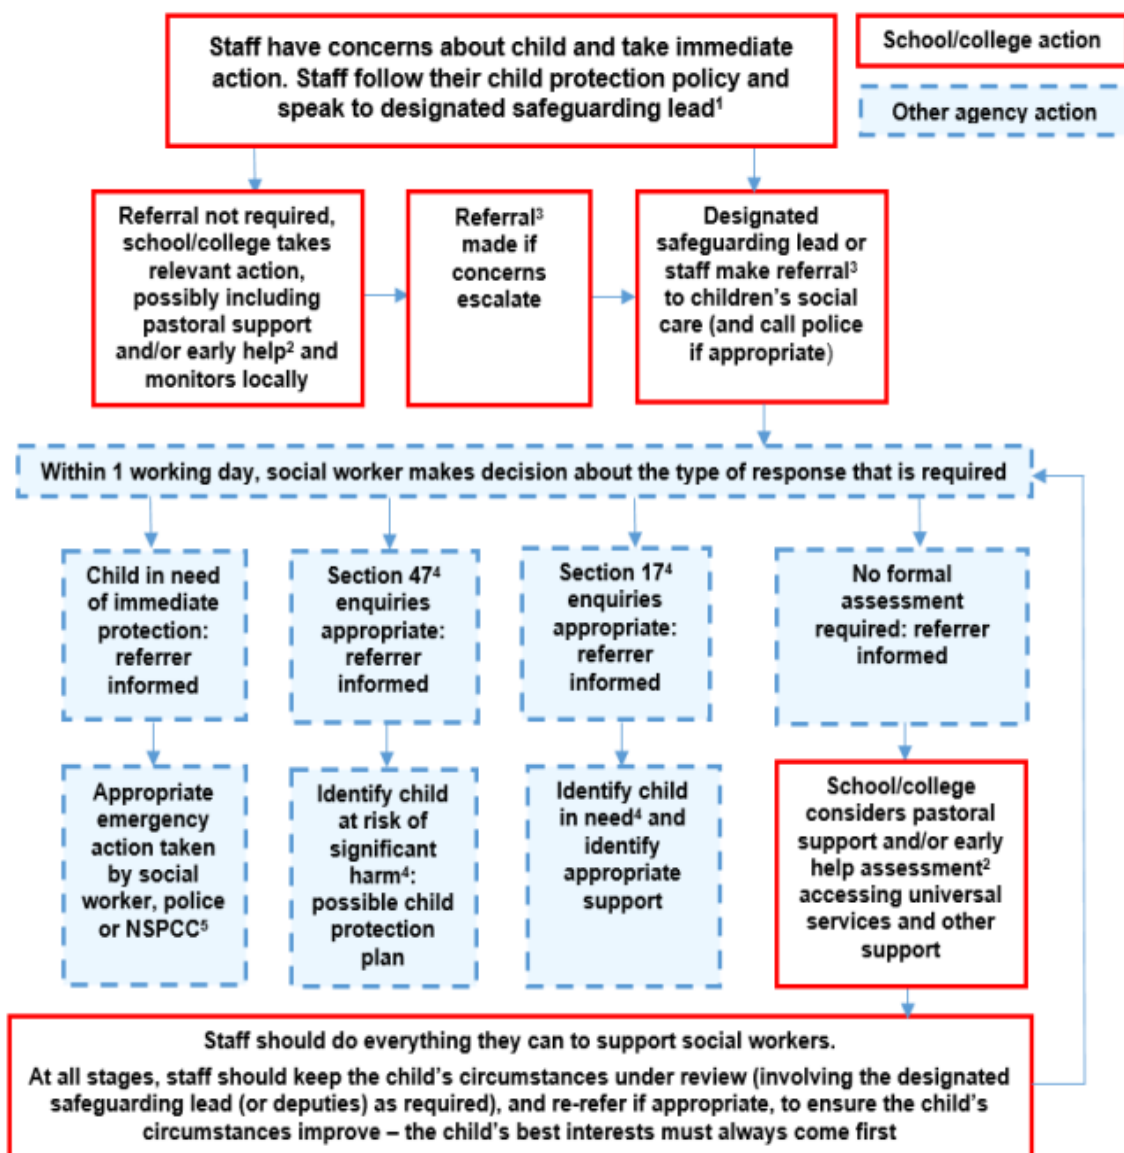 Staff have concerns about child and take immediate
action. Staff follow their child protection policy and
speak to designated safeguarding lead¹
School/college action
Other agency action
Referral not required,
school/college takes
relevant action,
possibly including
pastoral support
and/or early help² and
monitors locally
Referral³
made if
concerns
escalate
Designated
safeguarding lead or
staff make referral³
to children’s social
care (and call police
if appropriate)
Within 1 working day, social worker makes decision about the type of response that is required
Child in need
of immediate
protection:
referrer
informed
Section 47⁴
enquiries
appropriate:
referrer
informed
Section 17⁴
enquiries
appropriate:
referrer
informed
No formal
assessment
required: referrer
informed
Appropriate
emergency
action taken
by social
worker, police
or NSPCC⁵
Identify child
at risk of
significant
harm⁴:
possible child
protection
plan
Identify child
in need⁴ and
identify
appropriate
support
School/college
considers pastoral
support and/or early
help assessment²
accessing universal
services and other
support
Staff should do everything they can to support social workers.
At all stages, staff should keep the child’s circumstances under review (involving the designated
safeguarding lead (or deputies) as required), and re-refer if appropriate, to ensure the child’s
circumstances improve – the child’s best interests must always come first